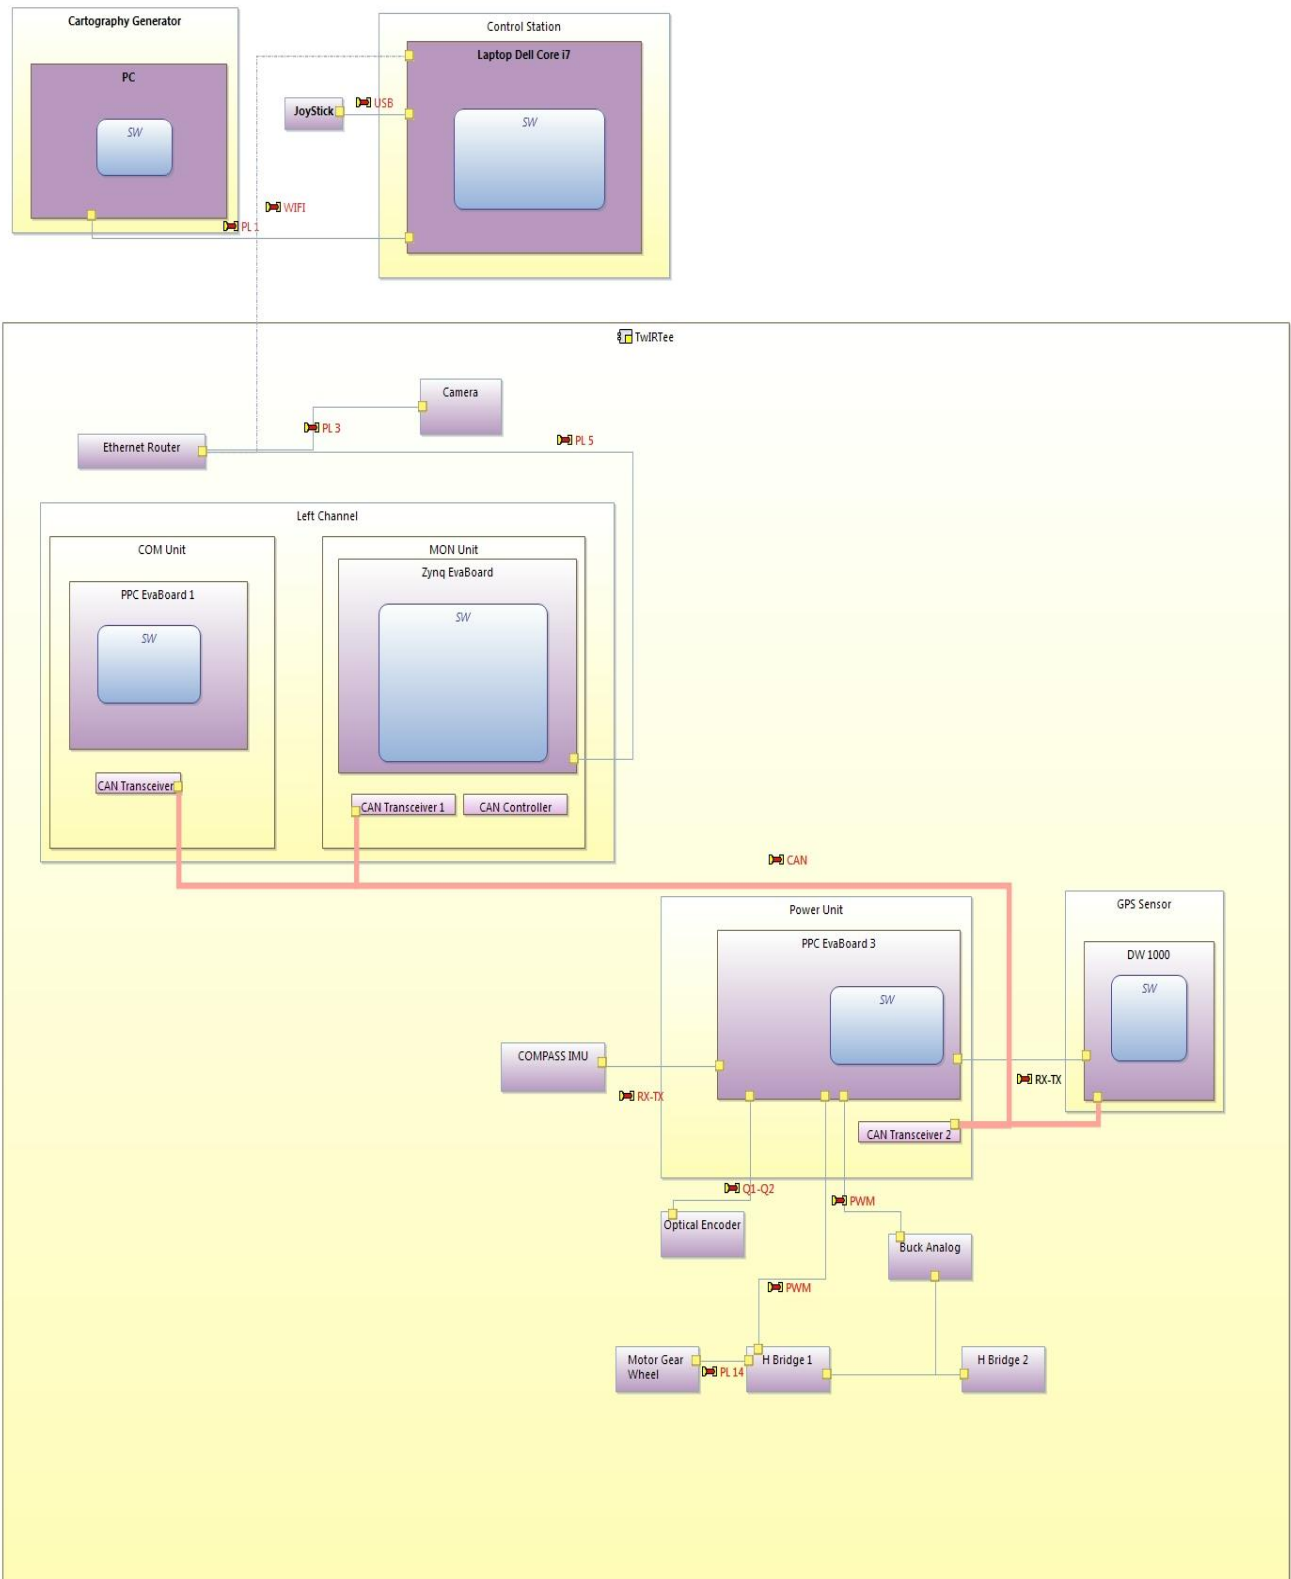 Cartography Generator
Control Station
PC
Laptop Dell Core i7
SW
JoyStick
USB
SW
WIFI
PL 1
TwIRTee
Camera
Ethernet Router
PL 3
PL 5
Left Channel
COM Unit
MON Unit
Zynq EvaBoard
PPC EvaBoard 1
SW
SW
CAN Transceiver
CAN Transceiver 1
CAN Controller
CAN
Power Unit
GPS Sensor
PPC EvaBoard 3
DW 1000
SW
SW
COMPASS IMU
RX-TX
RX-TX
CAN Transceiver 2
Q1-Q2
PWM
Optical Encoder
Buck Analog
PWM
Motor Gear
Wheel
PL 14
H Bridge 1
H Bridge 2